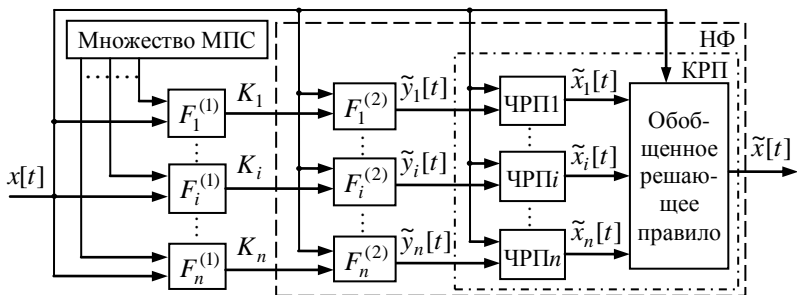 НФ
Множество МПС
КРП
......
K₁
ỹ₁[t]
x̃₁[t]
F₁⁽¹⁾
F₁⁽²⁾
ЧРП1
Обоб-
щенное
решаю-
щее
правило
x̃[t]
x[t]
Kᵢ
ỹᵢ[t]
x̃ᵢ[t]
Fᵢ⁽¹⁾
Fᵢ⁽²⁾
ЧРПi
Kₙ
ỹₙ[t]
x̃ₙ[t]
Fₙ⁽¹⁾
Fₙ⁽²⁾
ЧРПn